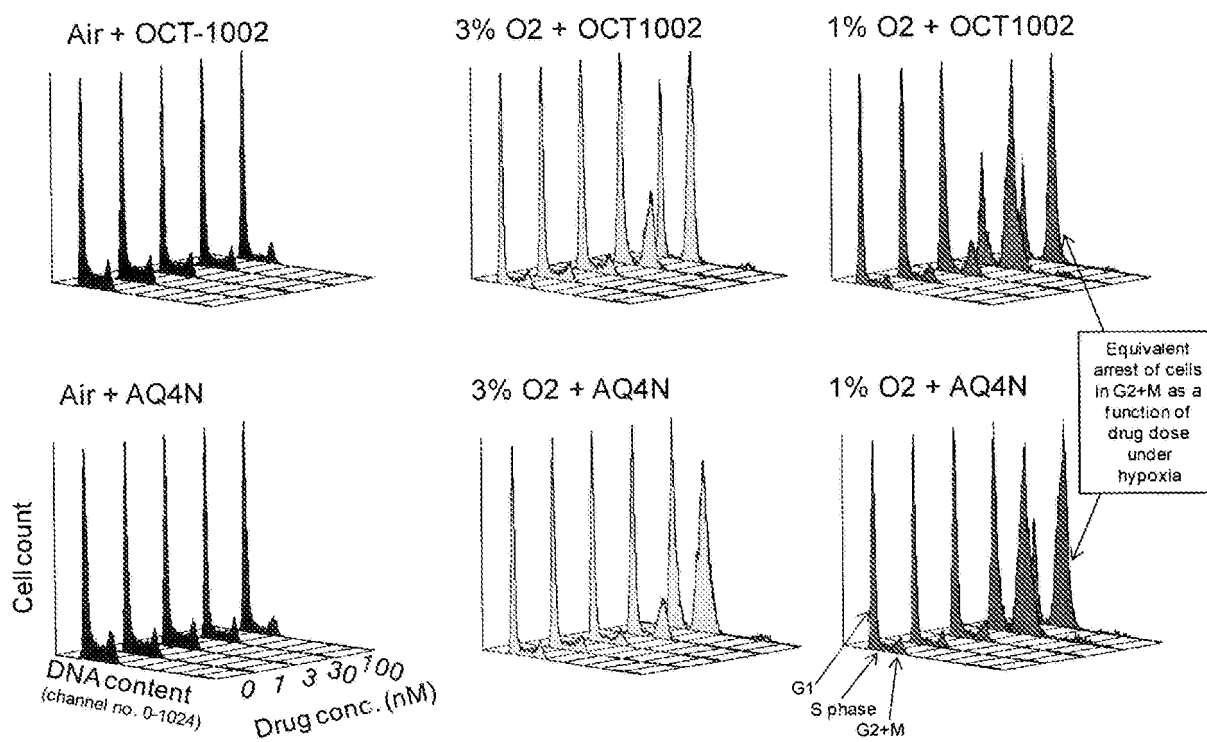 Air + OCT-1002
3% O2 + OCT1002
1% O2 + OCT1002
Equivalent
arrest of cells
in G2+M as a
function of
drug dose
under
hypoxia
Air + AQ4N
3% O2 + AQ4N
1% O2 + AQ4N
Cell count
DNA content
(channel no. 0-1024)
0 1 3 30 100
Drug conc. (nM)
G1
S phase
G2+M